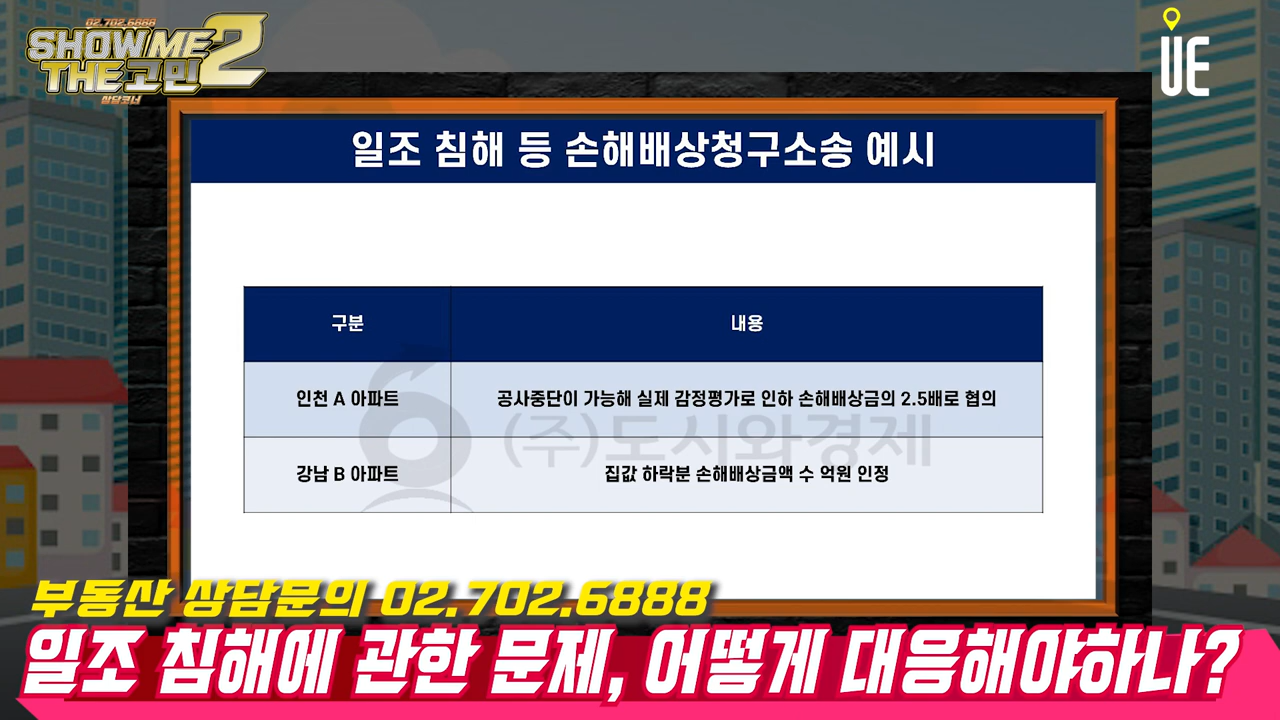 02.702.6888
SHOW ME
THE 고민 2
상담코너
UE
일조 침해 등 손해배상청구소송 예시
구분 내용
인천 A 아파트 공사중단이 가능해 실제 감정평가로 인하 손해배상금의 2.5배로 협의
(주)도시와경제
강남 B 아파트 집값 하락분 손해배상금액 수 억원 인정
부동산 상담문의 02.702.6888
일조 침해에 관한 문제, 어떻게 대응해야하나?